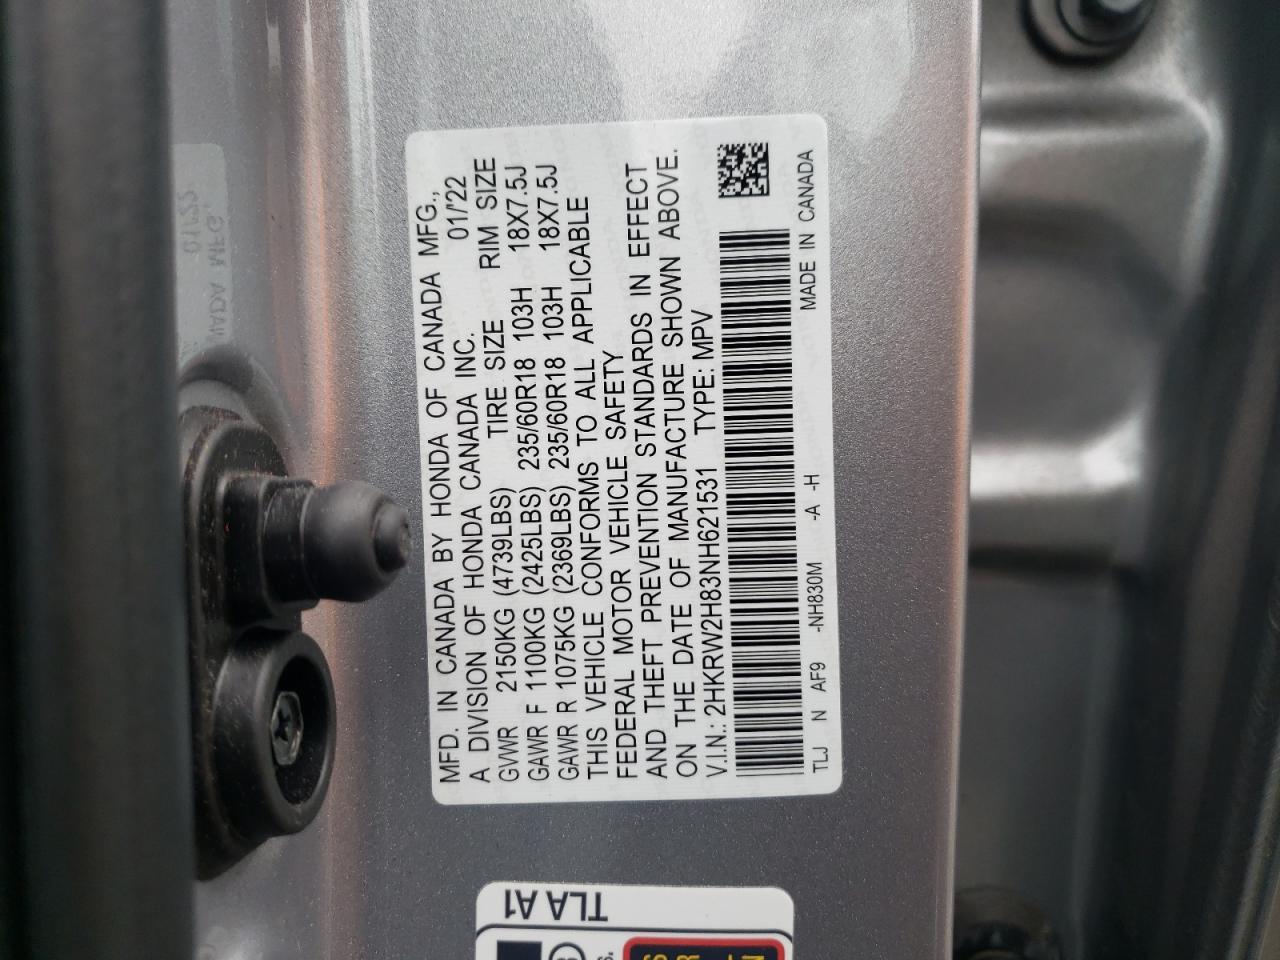 MFD. IN CANADA BY HONDA OF CANADA MFG.,
A DIVISION OF HONDA CANADA INC. 01/'22
GVWR 2150KG (4739LBS) TIRE SIZE RIM SIZE
GAWR F 1100KG (2425LBS) 235/60R18 103H 18X7.5J
GAWR R 1075KG (2369LBS) 235/60R18 103H 18X7.5J
THIS VEHICLE CONFORMS TO ALL APPLICABLE
FEDERAL MOTOR VEHICLE SAFETY
AND THEFT PREVENTION STANDARDS IN EFFECT
ON THE DATE OF MANUFACTURE SHOWN ABOVE.
V.I.N.: 2HKRW2H83NH621531 TYPE: MPV
TLJ N AF9 -NH830M -A -H MADE IN CANADA
TLA A1